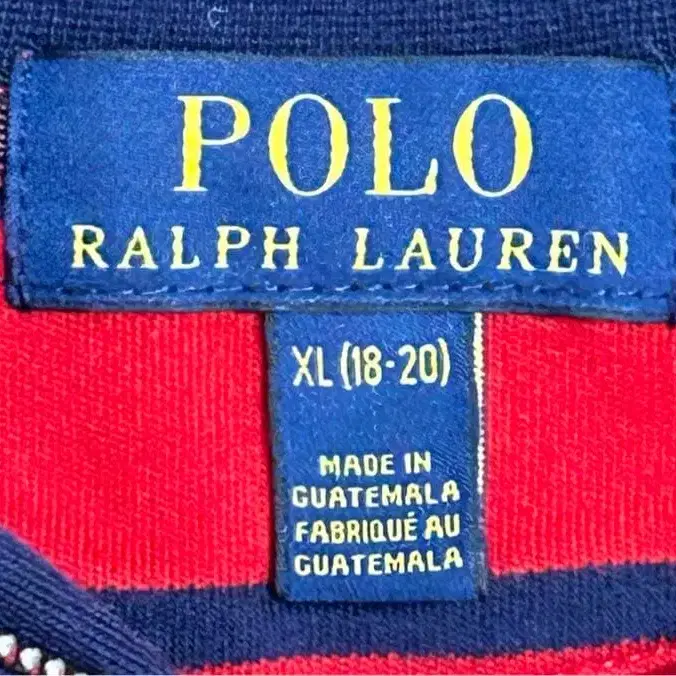 POLO
RALPH LAUREN
XL (18-20)
MADE IN
GUATEMALA
FABRIQUÉ AU
GUATEMALA